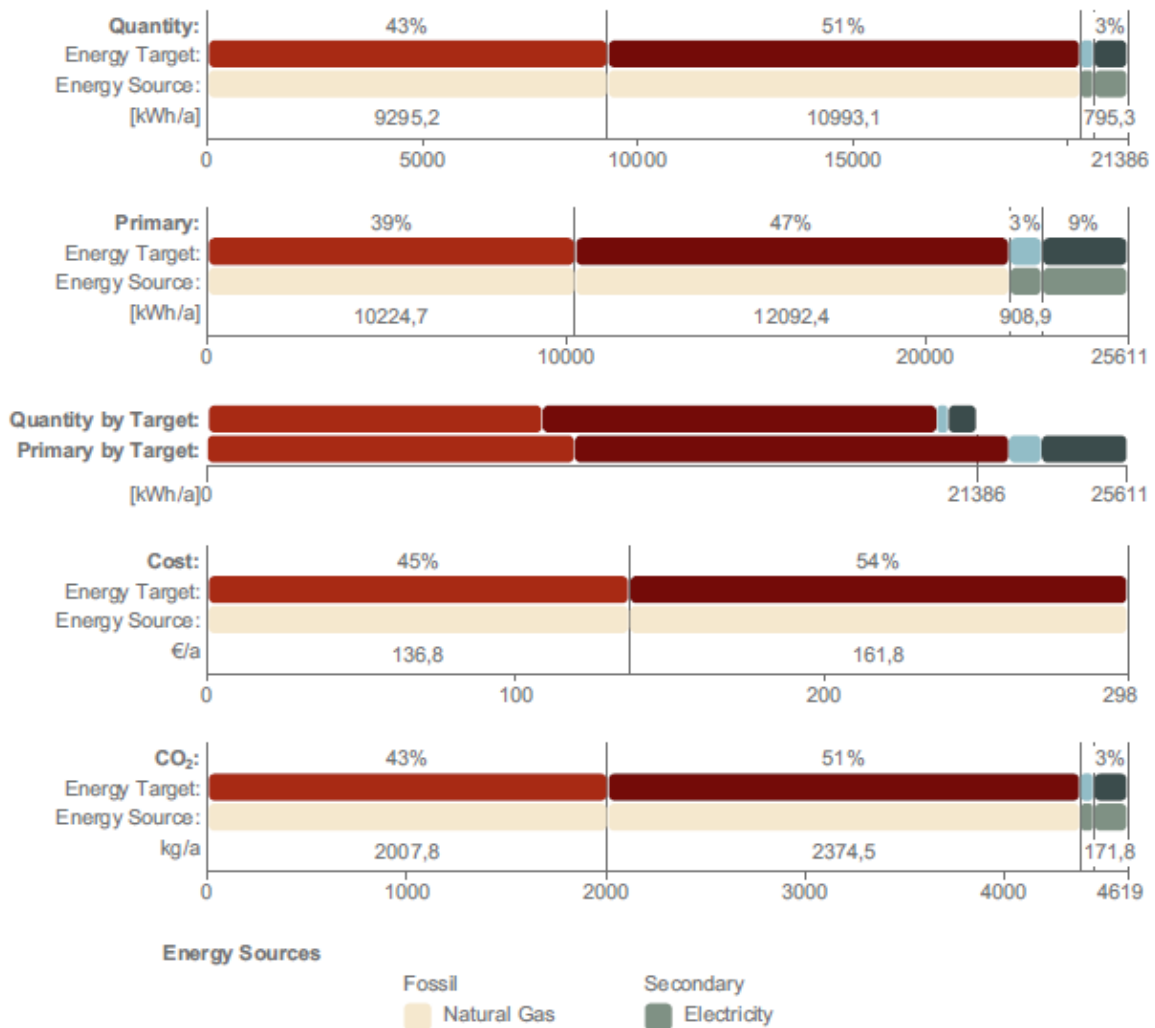 43% 51% 3%
Quantity:
Energy Target:
Energy Source:
[kWh/a] 9295,2 10993,1 795,3
0 5000 10000 15000 21386
39% 47% 3% 9%
Primary:
Energy Target:
Energy Source:
[kWh/a] 10224,7 12092,4 908,9
0 10000 20000 25611
Quantity by Target:
Primary by Target:
[kWh/a]0 21386 25611
45% 54%
Cost:
Energy Target:
Energy Source:
€/a 136,8 161,8
0 100 200 298
43% 51% 3%
CO₂:
Energy Target:
Energy Source:
kg/a 2007,8 2374,5 171,8
0 1000 2000 3000 4000 4619
Energy Sources
Fossil Secondary
Natural Gas Electricity